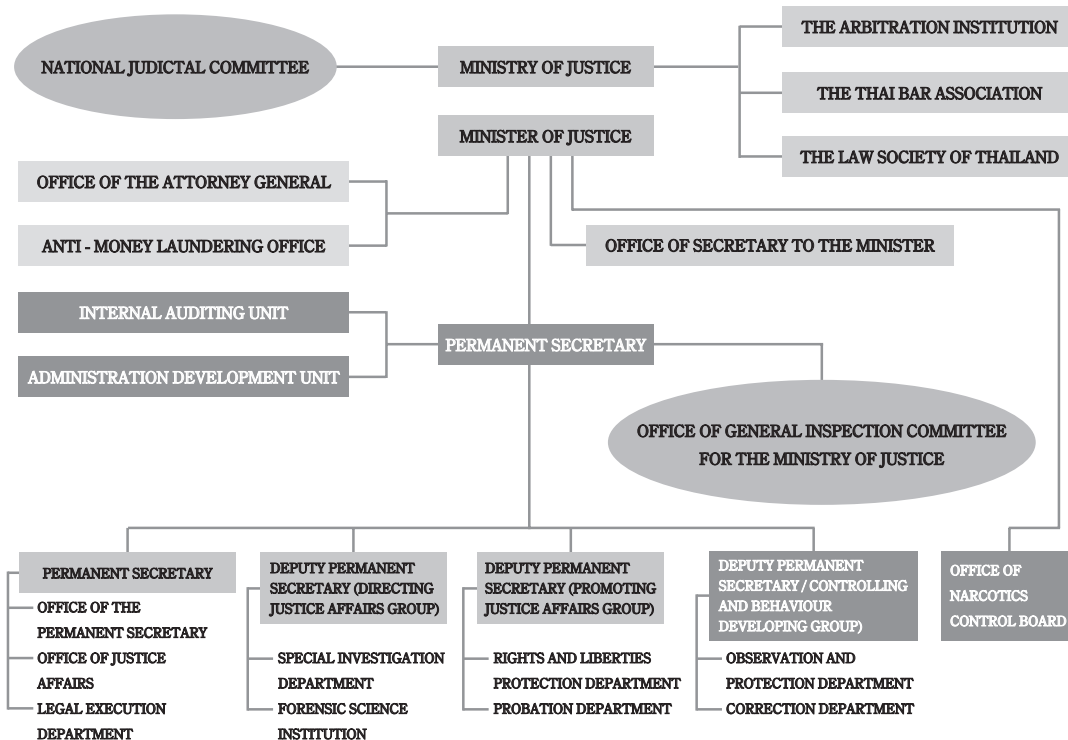 NATIONAL JUDICTAL COMMITTEE
MINISTRY OF JUSTICE
THE ARBITRATION INSTITUTION
THE THAI BAR ASSOCIATION
THE LAW SOCIETY OF THAILAND
MINISTER OF JUSTICE
OFFICE OF THE ATTORNEY GENERAL
ANTI - MONEY LAUNDERING OFFICE
OFFICE OF SECRETARY TO THE MINISTER
INTERNAL AUDITING UNIT
ADMINISTRATION DEVELOPMENT UNIT
PERMANENT SECRETARY
OFFICE OF GENERAL INSPECTION COMMITTEE
FOR THE MINISTRY OF JUSTICE
PERMANENT SECRETARY
OFFICE OF THE
PERMANENT SECRETARY
OFFICE OF JUSTICE
AFFAIRS
LEGAL EXECUTION
DEPARTMENT
DEPUTY PERMANENT
SECRETARY (DIRECTING
JUSTICE AFFAIRS GROUP)
SPECIAL INVESTIGATION
DEPARTMENT
FORENSIC SCIENCE
INSTITUTION
DEPUTY PERMANENT
SECRETARY (PROMOTING
JUSTICE AFFAIRS GROUP)
RIGHTS AND LIBERTIES
PROTECTION DEPARTMENT
PROBATION DEPARTMENT
DEPUTY PERMANENT
SECRETARY / CONTROLLING
AND BEHAVIOUR
DEVELOPING GROUP)
OBSERVATION AND
PROTECTION DEPARTMENT
CORRECTION DEPARTMENT
OFFICE OF
NARCOTICS
CONTROL BOARD